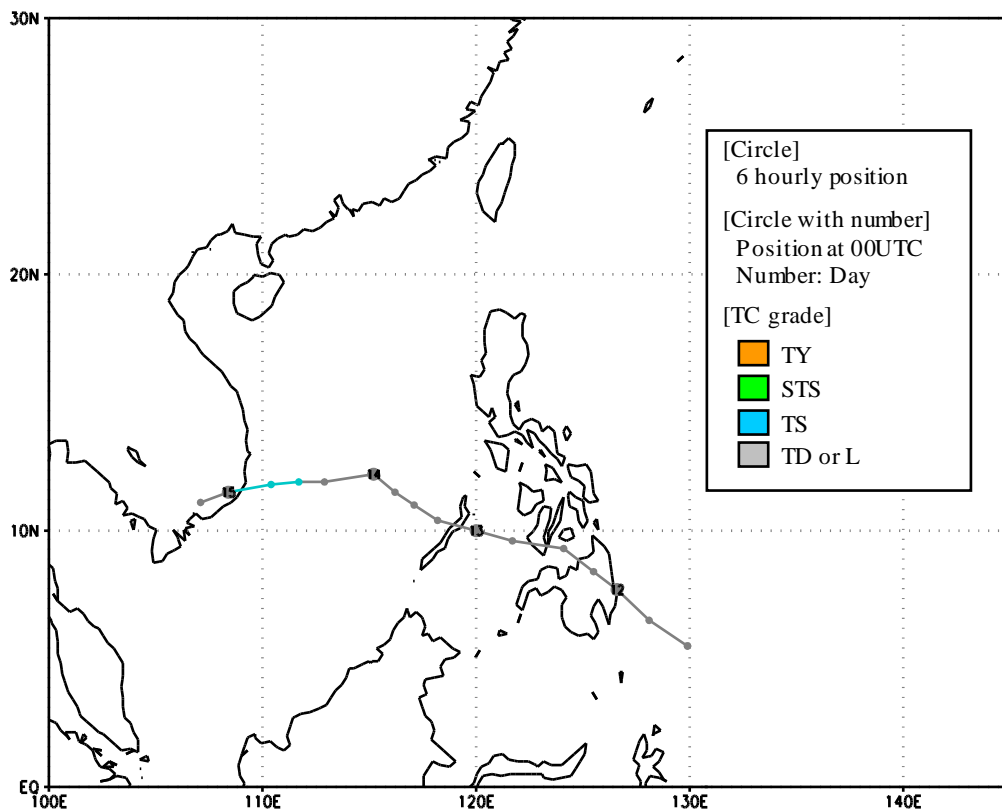 30N
[Circle]
6 hourly position
[Circle with number]
Position at 00UTC
Number: Day
20N
[TC grade]
TY
STS
TS
TD or L
14
15
10N
13
12
EQ
100E
110E
120E
130E
140E